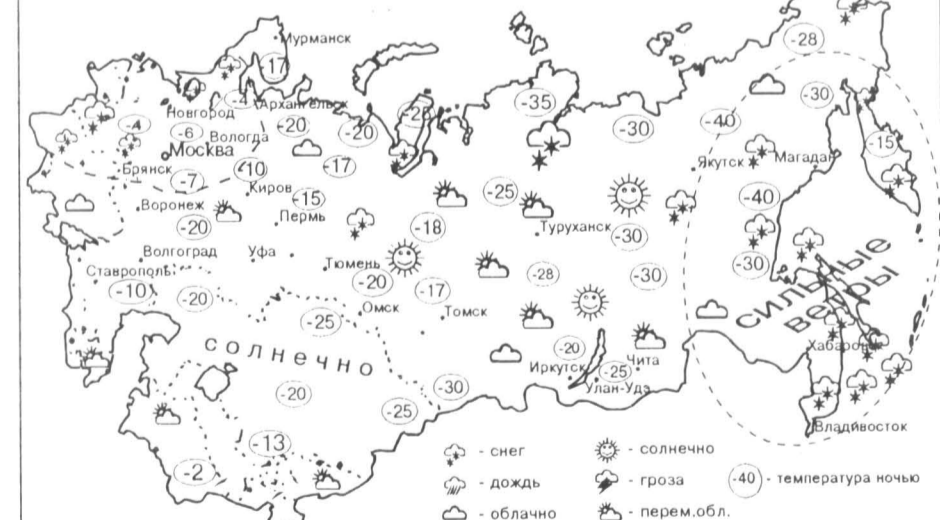 Мурманск
17
-28
-4
Архангельск
-28
-35
-30
Новгород
-4
-6
Вологда
-20
-20
-30
-40
-15
Москва
-17
Якутск
Магадан
Брянск
-7
-10
Киров
-15
-25
-40
Воронеж
Пермь
-20
-18
Туруханск
-30
Волгоград
Уфа
Тюмень
-30
Ставрополь
-10
-20
-20
-17
-28
-30
сильные
ветры
Омск
Томск
-25
солнечно
-20
Чита
Иркутск
-25
Улан-Удэ
-20
-30
-25
-13
-2
Владивосток
- снег
- солнечно
- дождь
- гроза
-40 - температура ночью
- облачно
- перем.обл.